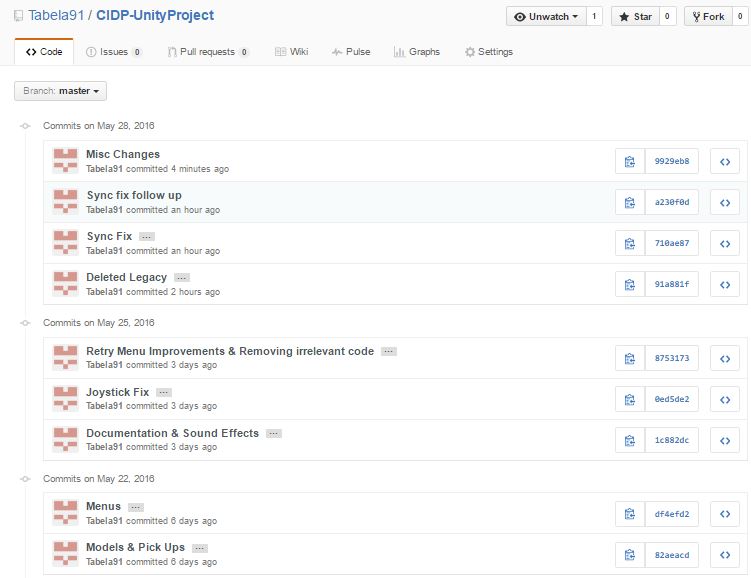 Tabela91 / CIDP-UnityProject
Unwatch 1 Star 0 Fork 0
Code Issues 0 Pull requests 0 Wiki Pulse Graphs Settings
Branch: master
Commits on May 28, 2016
Misc Changes
Tabela91 committed 4 minutes ago
9929eb8
Sync fix follow up
Tabela91 committed an hour ago
a230f0d
Sync Fix ...
Tabela91 committed an hour ago
710ae87
Deleted Legacy ...
Tabela91 committed 2 hours ago
91a881f
Commits on May 25, 2016
Retry Menu Improvements & Removing irrelevant code ...
Tabela91 committed 3 days ago
8753173
Joystick Fix ...
Tabela91 committed 3 days ago
0ed5de2
Documentation & Sound Effects ...
Tabela91 committed 3 days ago
1c882dc
Commits on May 22, 2016
Menus ...
Tabela91 committed 6 days ago
df4efd2
Models & Pick Ups ...
Tabela91 committed 6 days ago
82aeacd